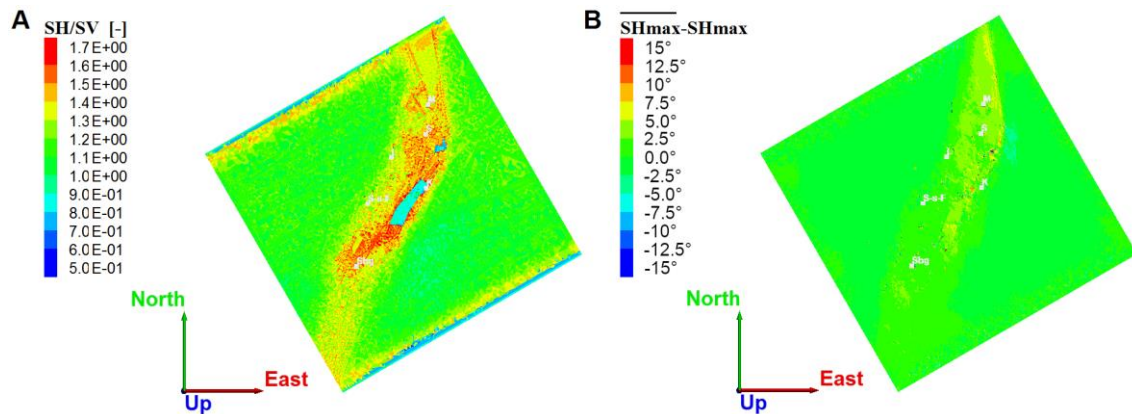 A
SH/SV [-]
1.7E+00
1.6E+00
1.5E+00
1.4E+00
1.3E+00
1.2E+00
1.1E+00
1.0E+00
9.0E-01
8.0E-01
7.0E-01
6.0E-01
5.0E-01
Sbg
North
East
Up
B
SHmax-SHmax
15°
12.5°
10°
7.5°
5.0°
2.5°
0.0°
-2.5°
-5.0°
-7.5°
-10°
-12.5°
-15°
M
S
K
S-o-F
Sbg
North
East
Up